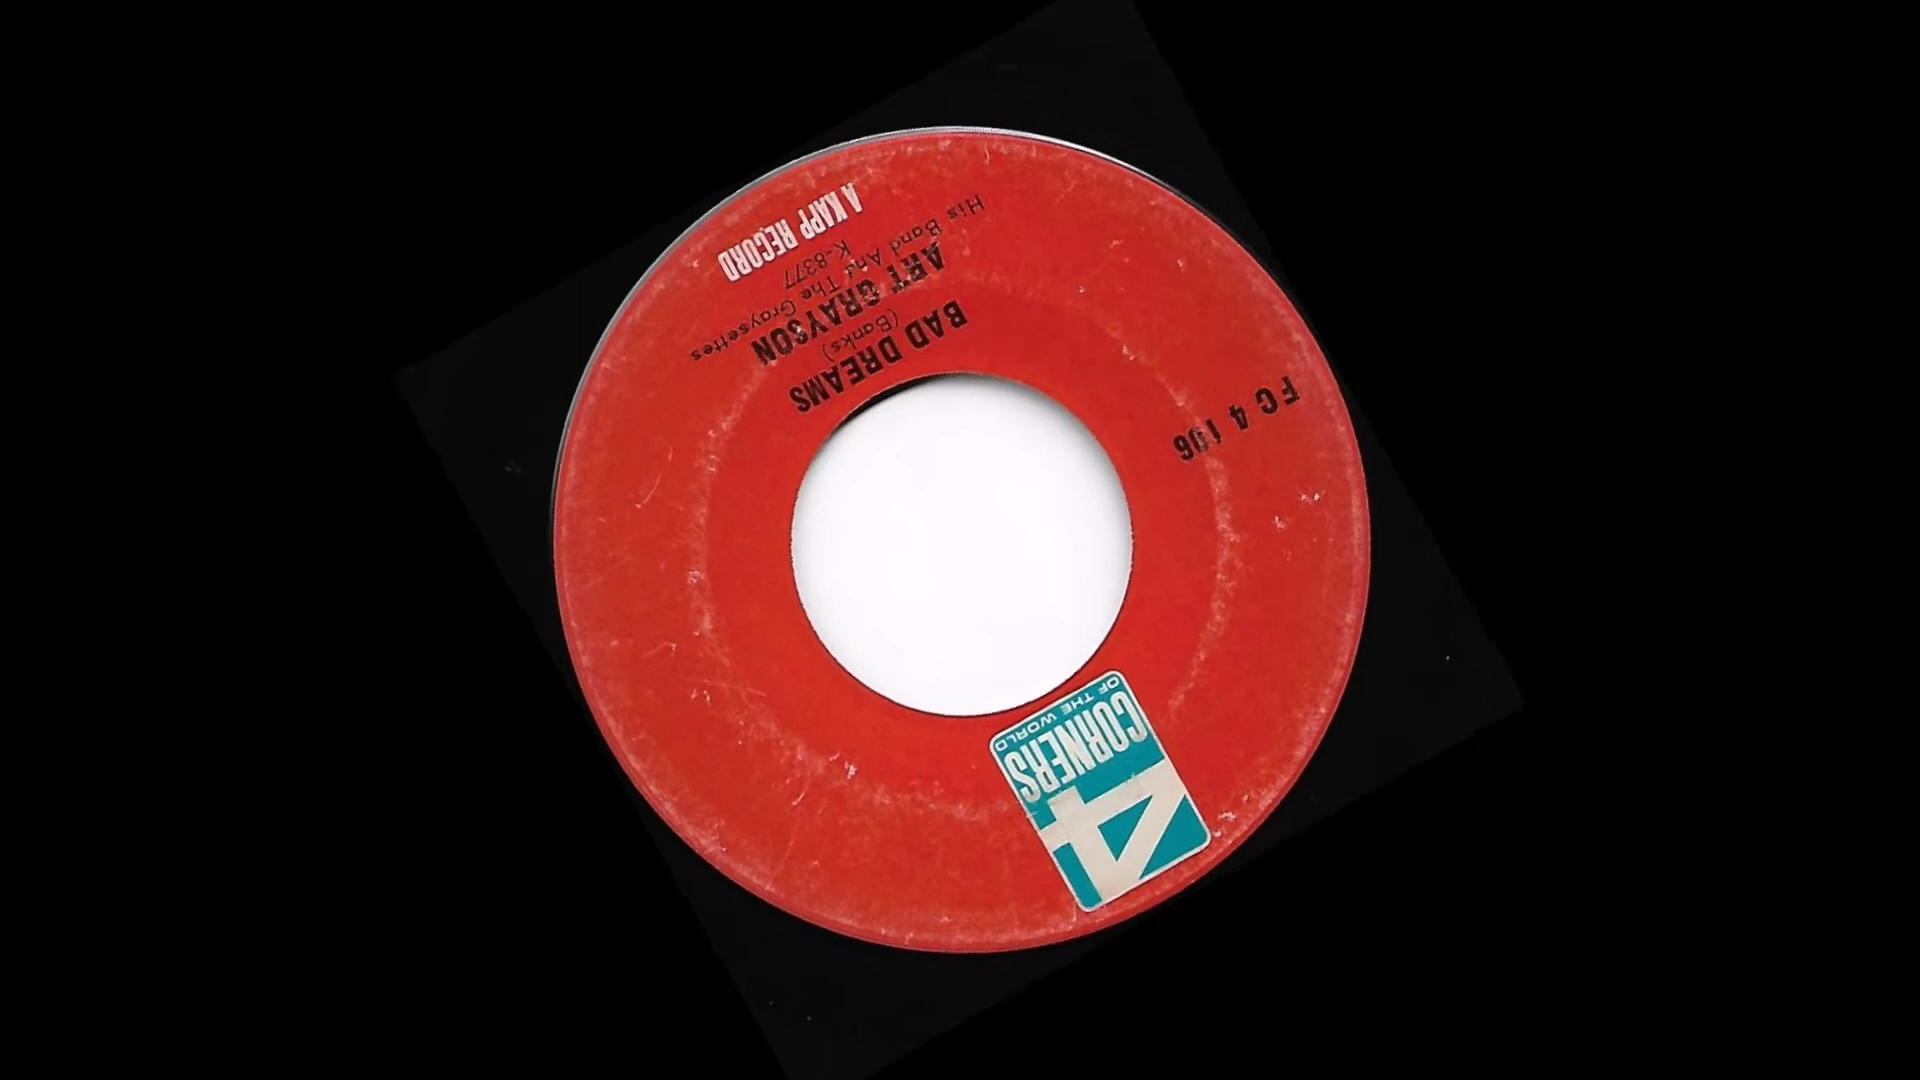 4
CORNERS
OF THE WORLD
FC 4 106
BAD DREAMS
(Banks)
ART GRAYSON
His Band And The Graysettes
K-8377
A KAPP RECORD